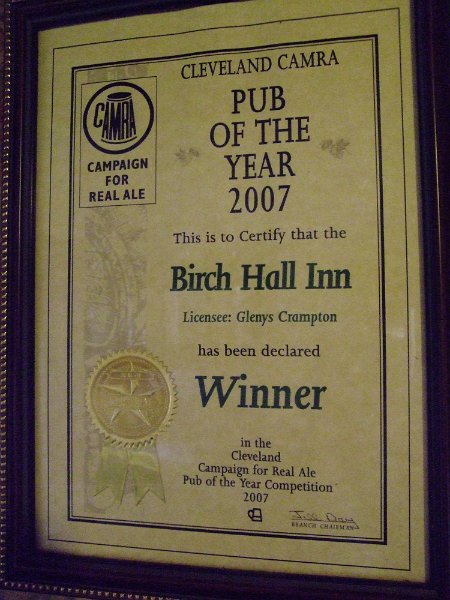 CLEVELAND CAMRA
PUB
OF THE
YEAR
2007
CAMRA
CAMPAIGN
FOR
REAL ALE
This is to Certify that the
Birch Hall Inn
Licensee: Glenys Crampton
has been declared
Winner
in the
Cleveland
Campaign for Real Ale
Pub of the Year Competition
2007
Jill Day
BRANCH CHAIRMAN